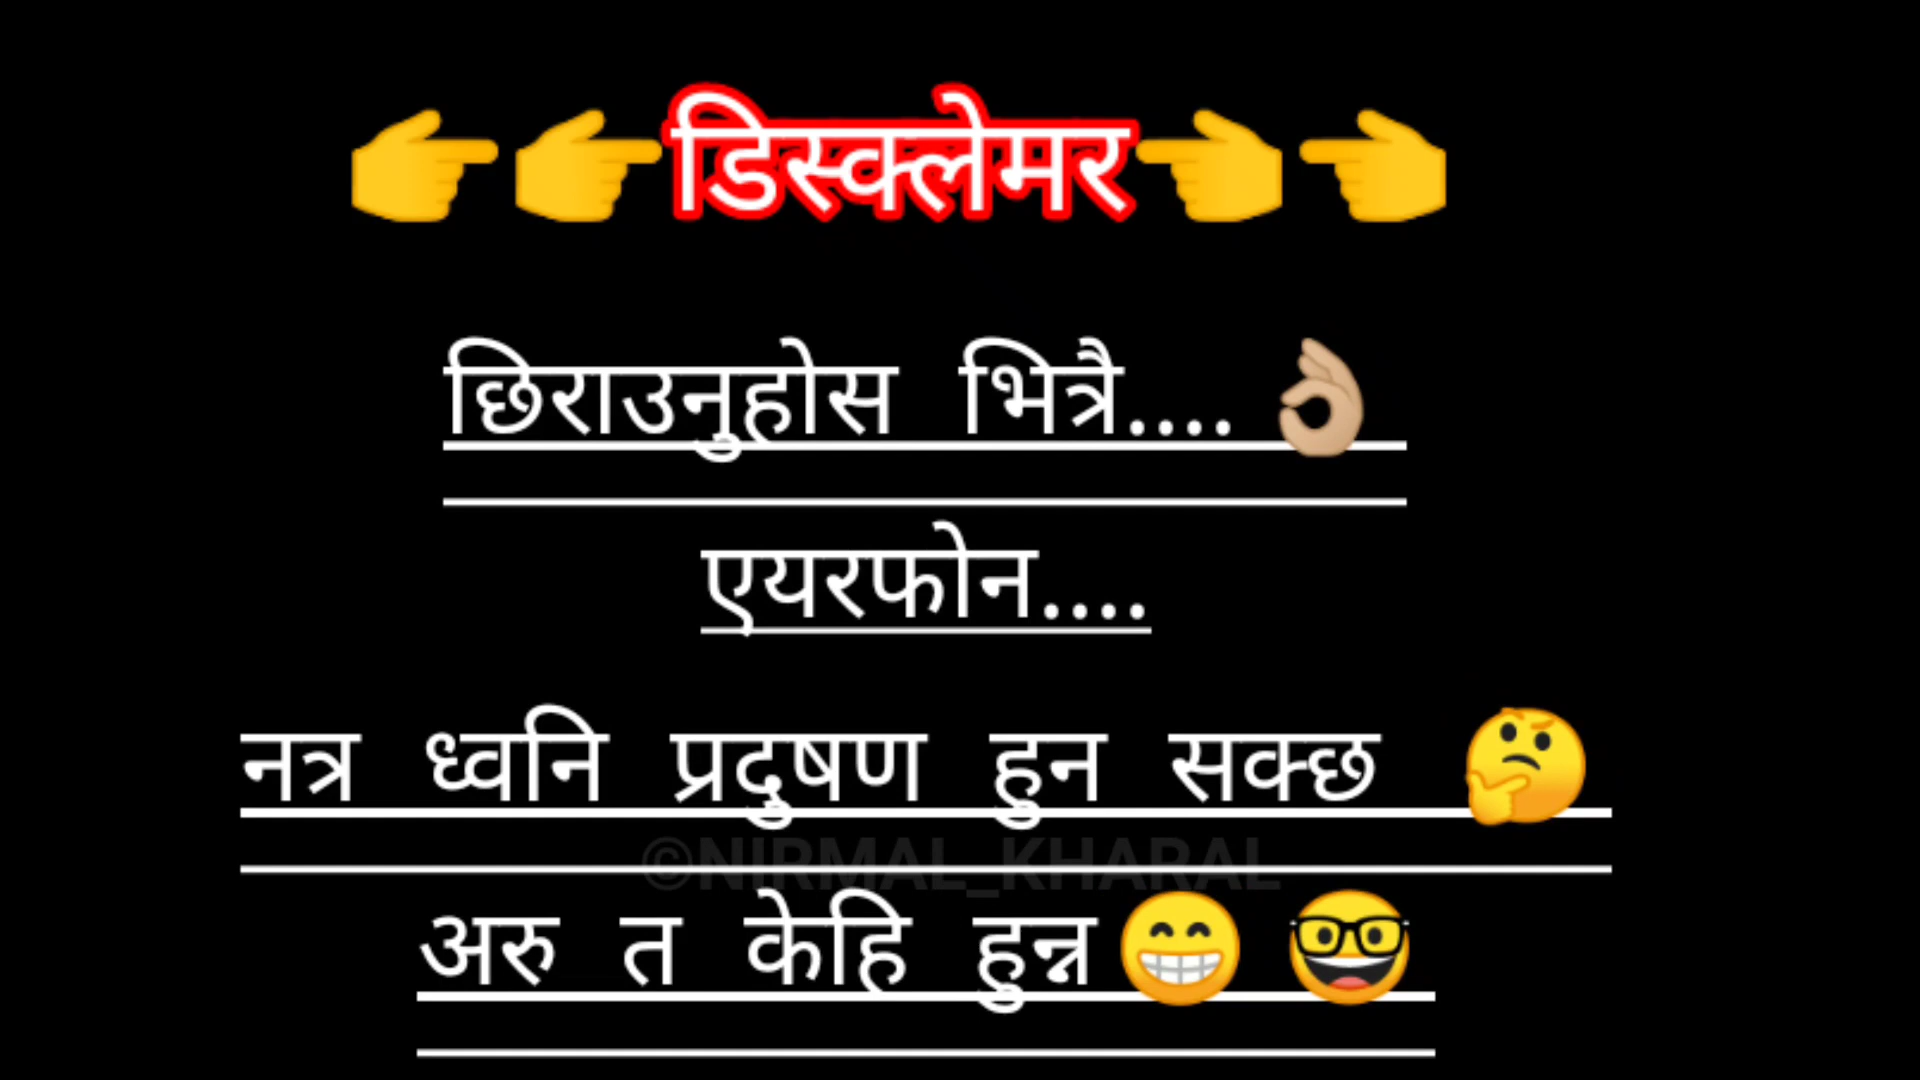 👉👉डिस्क्लेमर👈👈
छिराउनुहोस भित्रै....👌🏼
एयरफोन....
नत्र ध्वनि प्रदुषण हुन सक्छ 🤔
©NIRMAL_KHARAL
अरु त केहि हुन्न😁 🤓